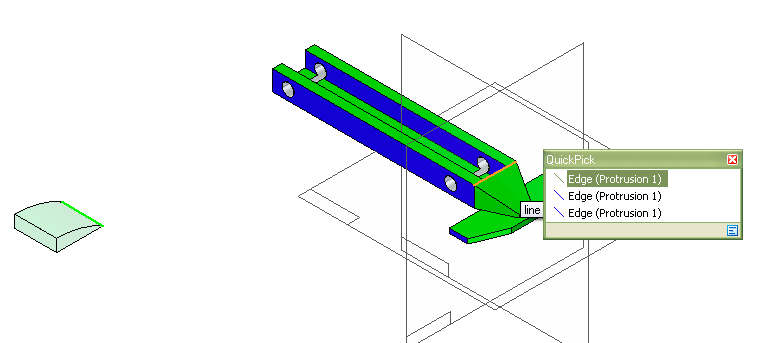 QuickPick
Edge (Protrusion 1)
Edge (Protrusion 1)
Edge (Protrusion 1)
line